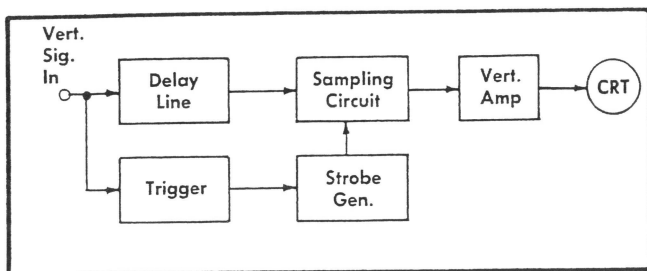 Vert.
Sig.
In
Delay
Line
Sampling
Circuit
Vert.
Amp
CRT
Trigger
Strobe
Gen.